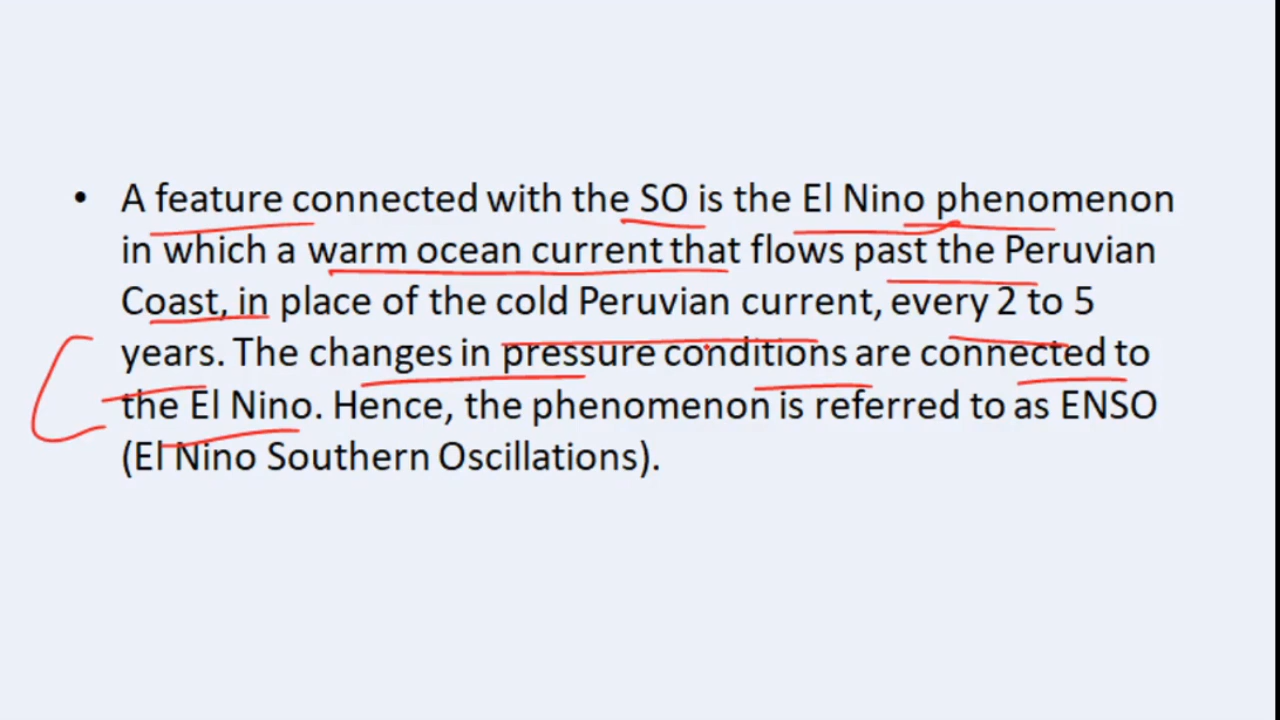 • A feature connected with the SO is the El Nino phenomenon
in which a warm ocean current that flows past the Peruvian
Coast, in place of the cold Peruvian current, every 2 to 5
years. The changes in pressure conditions are connected to
the El Nino. Hence, the phenomenon is referred to as ENSO
(El Nino Southern Oscillations).